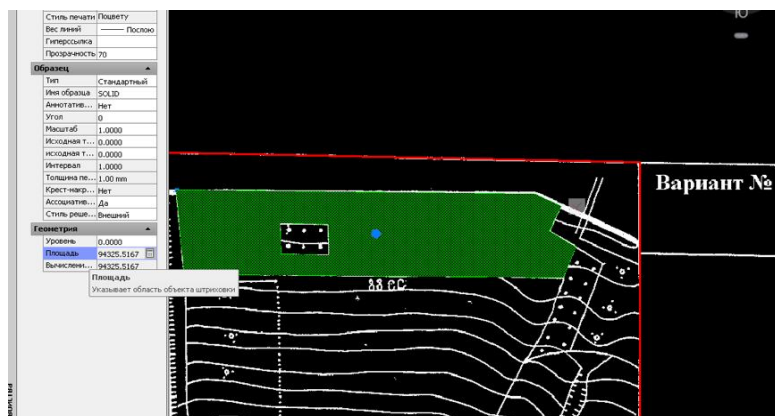 Ю
Стиль печати Поцвету
Вес линий Послою
Гиперссылка
Прозрачность 70
Образец
Тип Стандартный
Имя образца SOLID
Аннотатив... Нет
Угол 0
Масштаб 1.0000
Исходная т... 0.0000
исходная т... 0.0000
Интервал 1.0000
Толщина пе... 1.00 mm
Крест-накр... Нет
Ассоциатив... Да
Стиль реше... Внешний
Геометрия
Уровень 0.0000
Площадь 94325.5167
Вычислени... 94325.5167
Площадь
Указывает область объекта штриховки
Вариант №